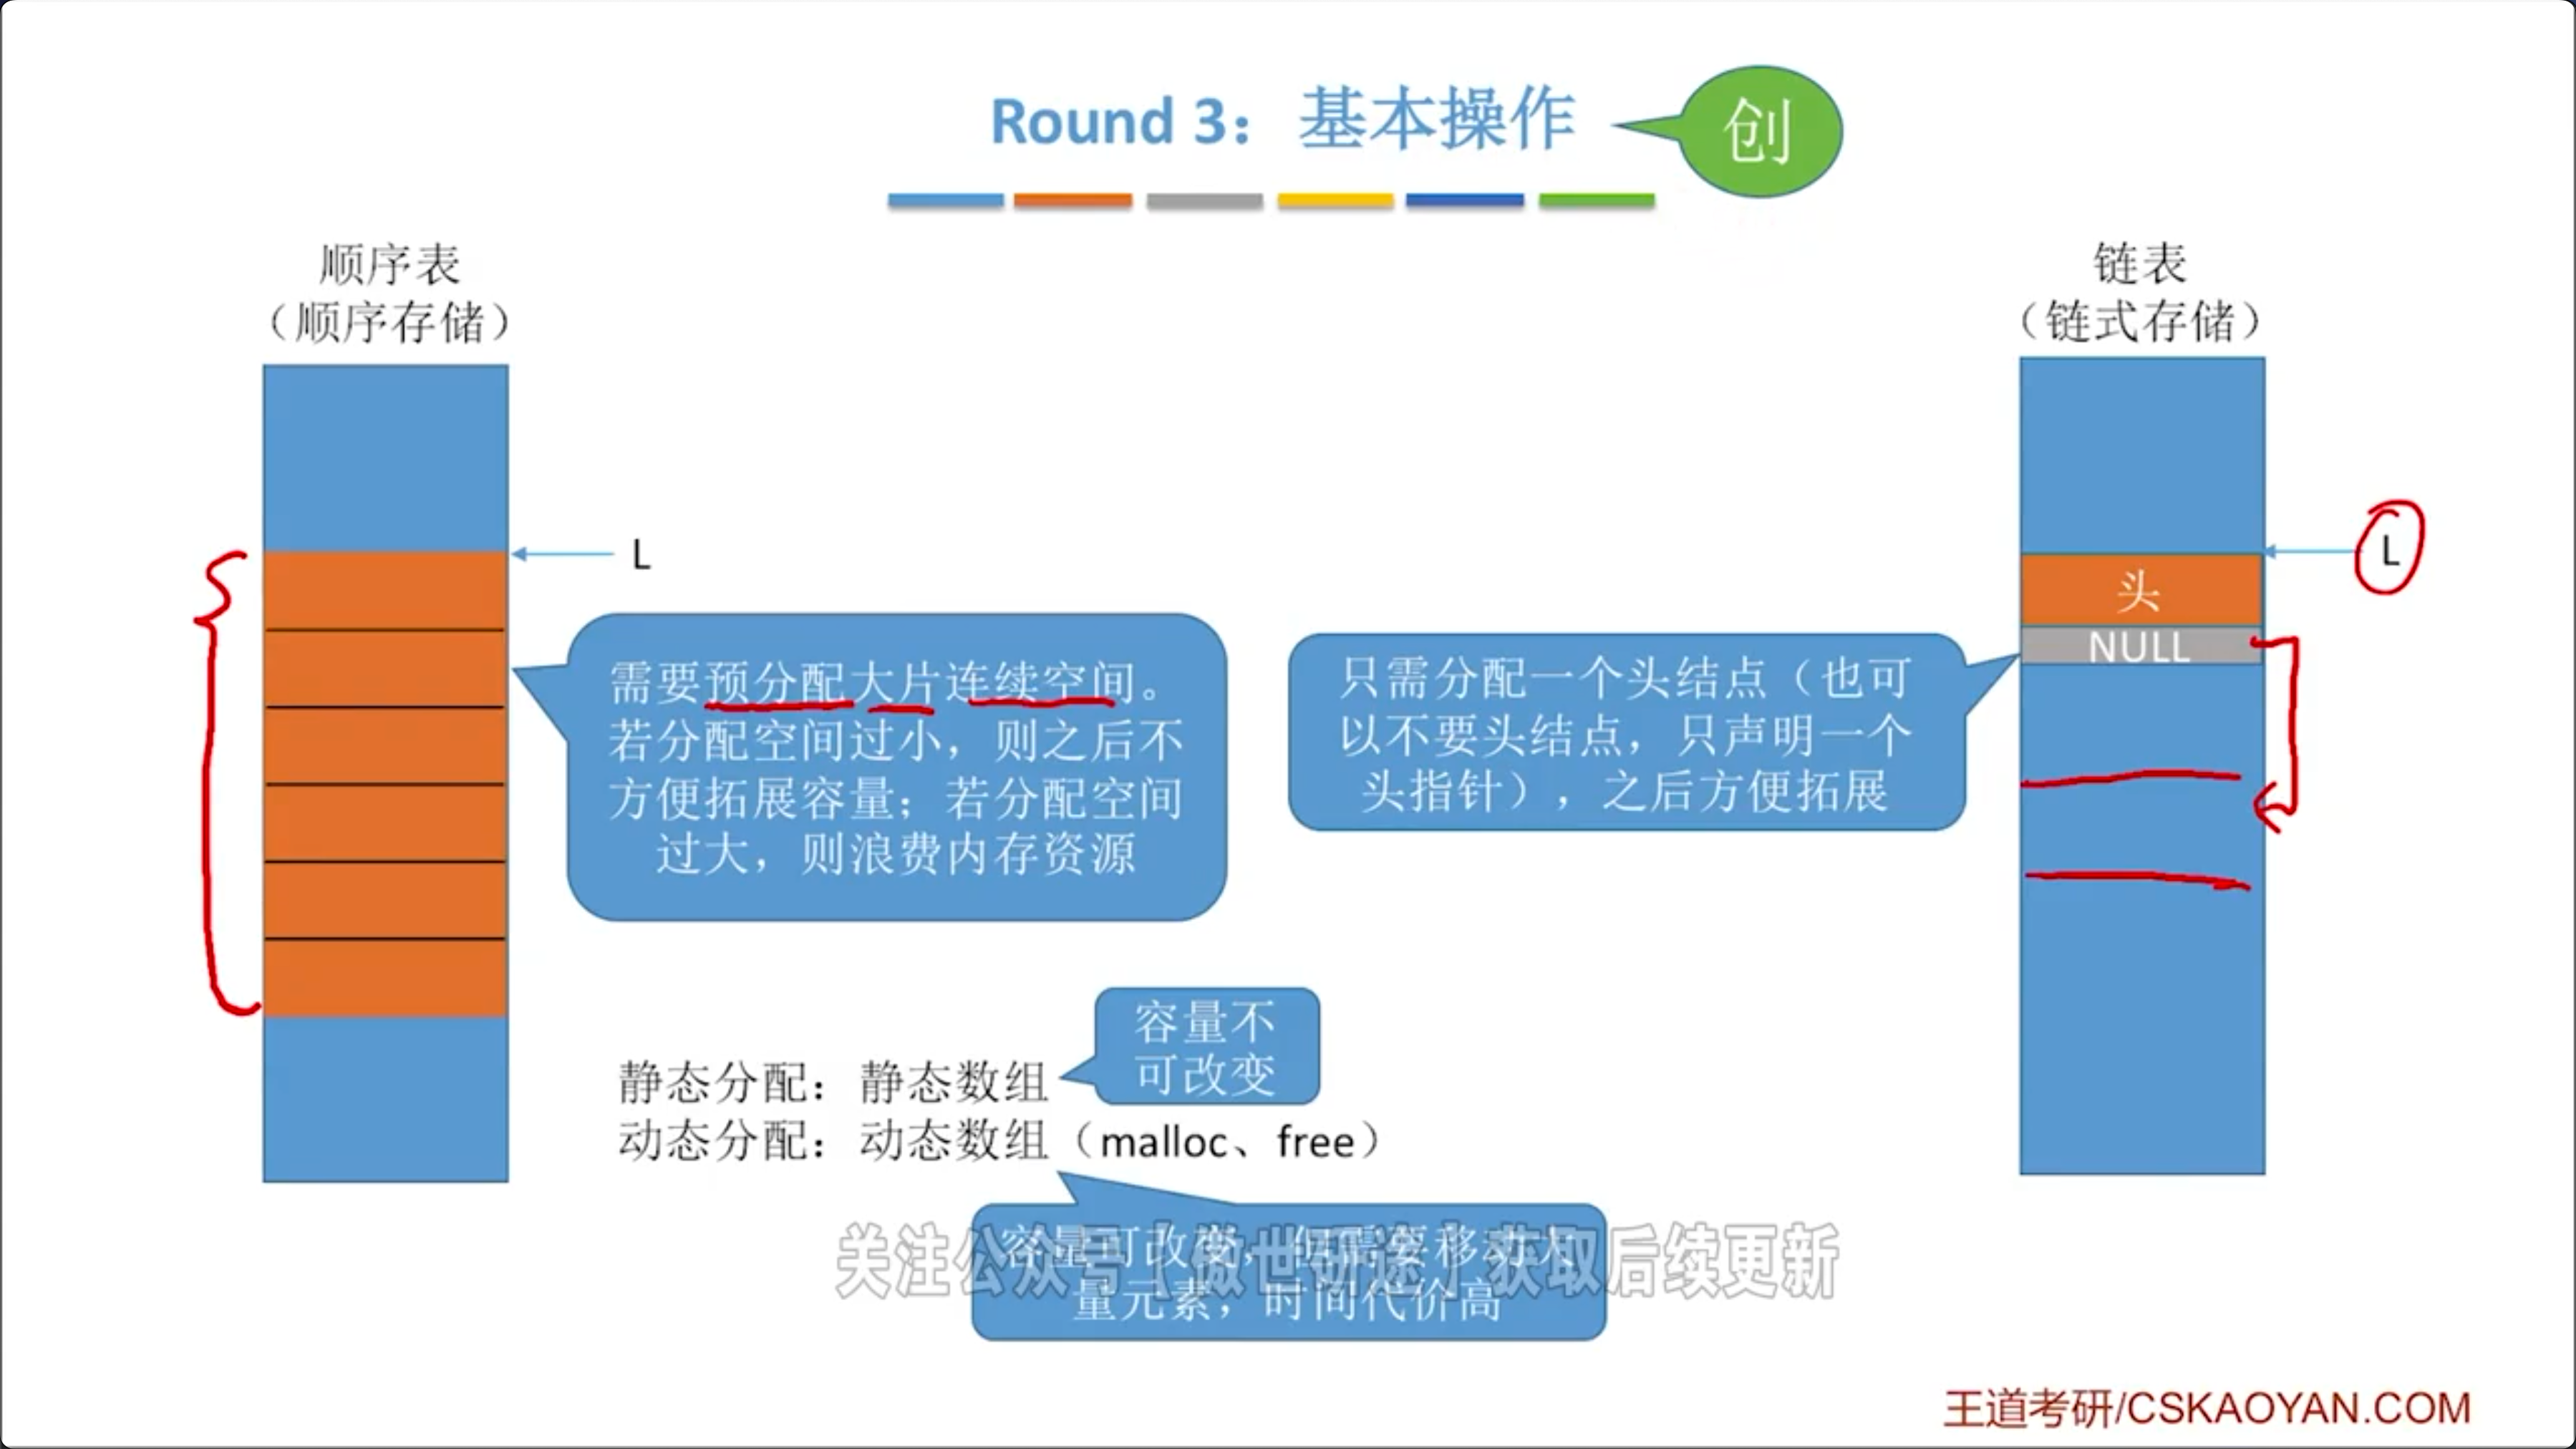 Round 3：基本操作
创
顺序表
（顺序存储）
链表
（链式存储）
L
L
头
NULL
需要预分配大片连续空间。
若分配空间过小，则之后不
方便拓展容量；若分配空间
过大，则浪费内存资源
只需分配一个头结点（也可
以不要头结点，只声明一个
头指针），之后方便拓展
容量不
可改变
静态分配：静态数组
动态分配：动态数组（malloc、free）
容量可改变，但需要移动大
量元素，时间代价高
关注公众号【傲世研途】获取后续更新
王道考研/CSKAOYAN.COM